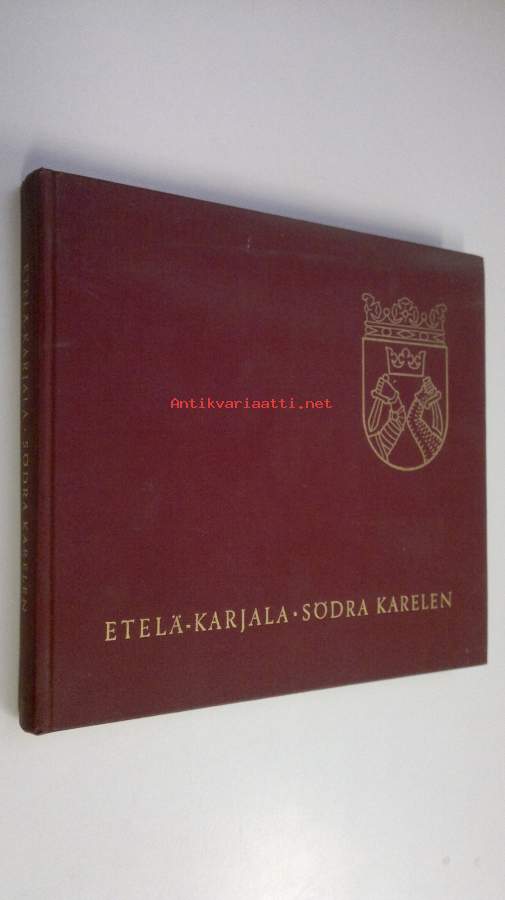 ETELÄ-KARJALA · SÖDRA KARELEN
Antikvariaatti.net
ETELÄ-KARJALA · SÖDRA KARELEN